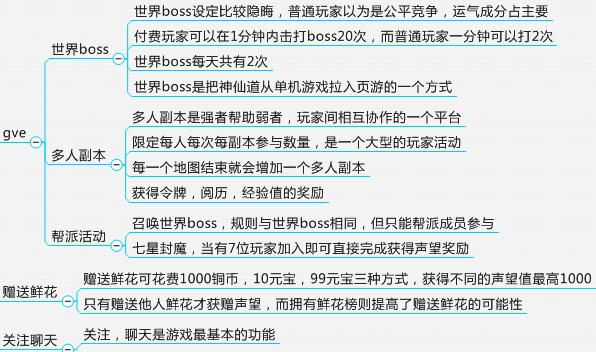 世界boss设定比较隐晦，普通玩家以为是公平竞争，运气成分占主要
付费玩家可以在1分钟内击打boss20次，而普通玩家一分钟可以打2次
世界boss
世界boss每天共有2次
世界boss是把神仙道从单机游戏拉入页游的一个方式
gve
多人副本是强者帮助弱者，玩家间相互协作的一个平台
限定每人每次每副本参与数量，是一个大型的玩家活动
多人副本
每一个地图结束就会增加一个多人副本
获得令牌，阅历，经验值的奖励
召唤世界boss，规则与世界boss相同，但只能帮派成员参与
帮派活动
七星封魔，当有7位玩家加入即可直接完成获得声望奖励
赠送鲜花可花费1000铜币，10元宝，99元宝三种方式，获得不同的声望值最高1000
赠送鲜花
只有赠送他人鲜花才获赠声望，而拥有鲜花榜则提高了赠送鲜花的可能性
关注聊天
关注，聊天是游戏最基本的功能